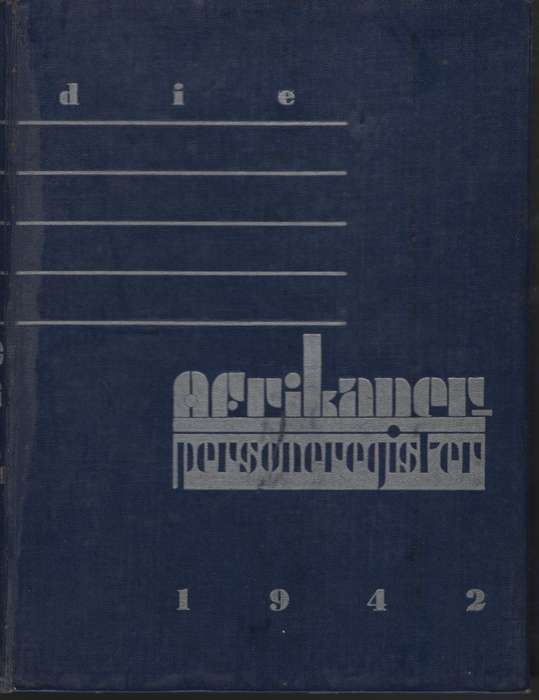 die
Afrikaner-
personeregister
1942